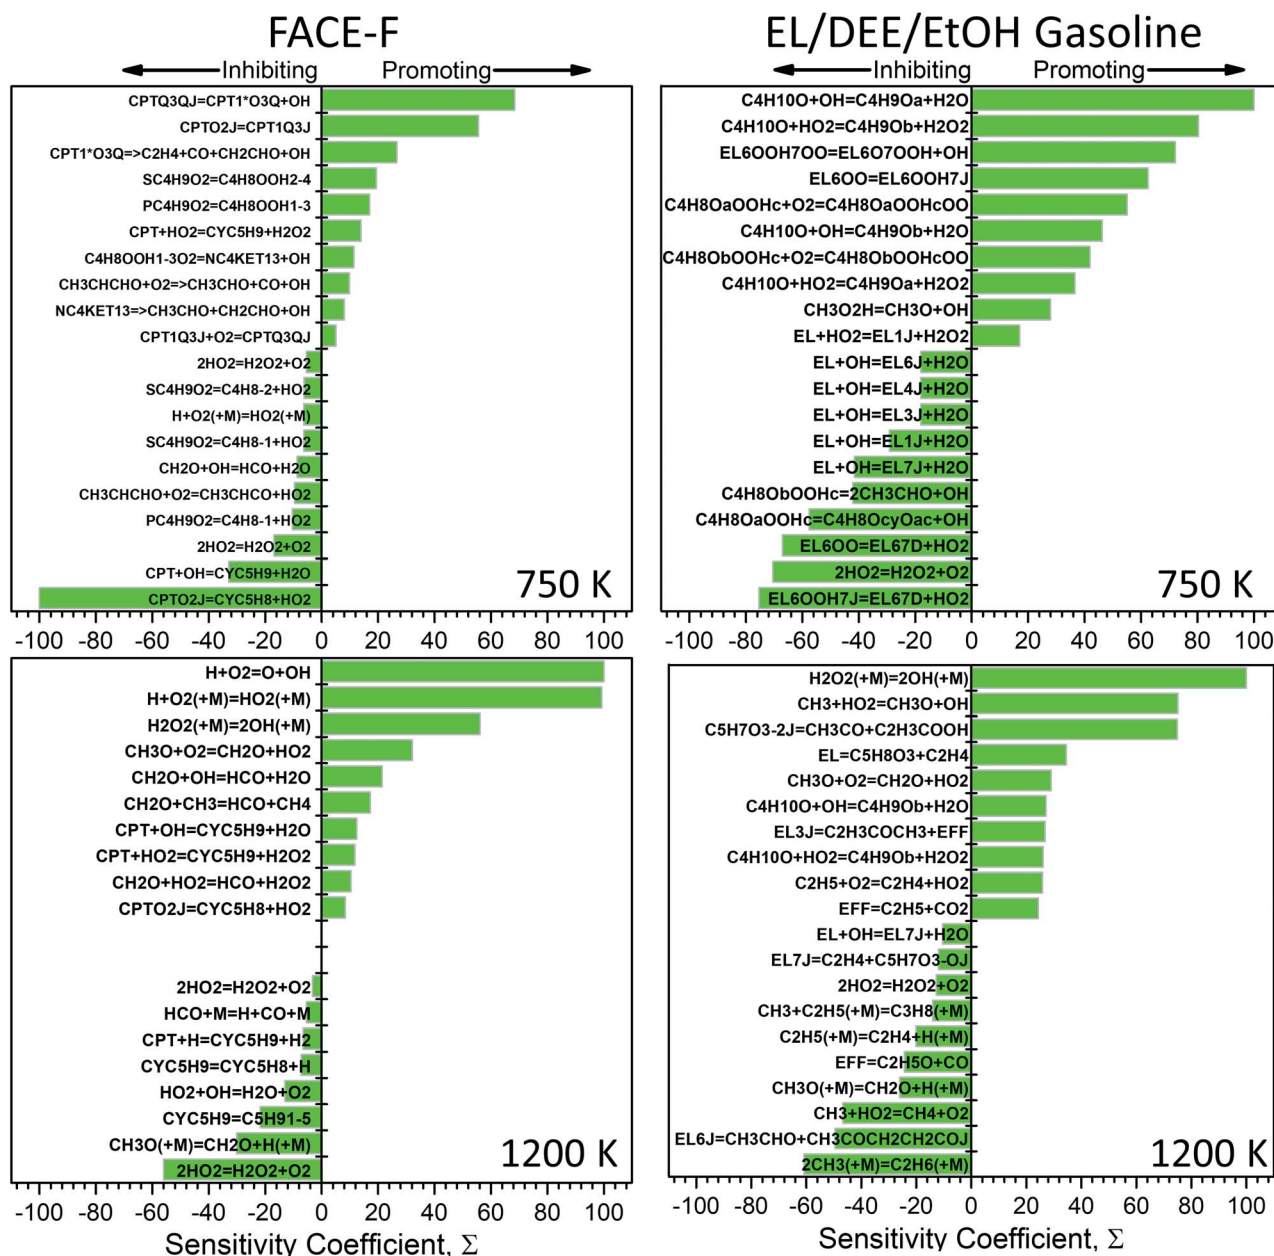 FACE-F
Inhibiting
Promoting
CPTQ3QJ=CPT1*O3Q+OH
CPTO2J=CPT1Q3J
CPT1*O3Q=>C2H4+CO+CH2CHO+OH
SC4H9O2=C4H8OOH2-4
PC4H9O2=C4H8OOH1-3
CPT+HO2=CYC5H9+H2O2
C4H8OOH1-3O2=NC4KET13+OH
CH3CHCHO+O2=>CH3CHO+CO+OH
NC4KET13=>CH3CHO+CH2CHO+OH
CPT1Q3J+O2=CPTQ3QJ
2HO2=H2O2+O2
SC4H9O2=C4H8-2+HO2
H+O2(+M)=HO2(+M)
SC4H9O2=C4H8-1+HO2
CH2O+OH=HCO+H2O
CH3CHCHO+O2=CH3CHCO+HO2
PC4H9O2=C4H8-1+HO2
2HO2=H2O2+O2
CPT+OH=CYC5H9+H2O
CPTO2J=CYC5H8+HO2
750 K
-100 -80 -60 -40 -20 0 20 40 60 80 100
EL/DEE/EtOH Gasoline
Inhibiting
Promoting
C4H10O+OH=C4H9Oa+H2O
C4H10O+HO2=C4H9Ob+H2O2
EL6OOH7OO=EL6O7OOH+OH
EL6OO=EL6OOH7J
C4H8OaOOHc+O2=C4H8OaOOHcOO
C4H10O+OH=C4H9Ob+H2O
C4H8ObOOHc+O2=C4H8ObOOHcOO
C4H10O+HO2=C4H9Oa+H2O2
CH3O2H=CH3O+OH
EL+HO2=EL1J+H2O2
EL+OH=EL6J+H2O
EL+OH=EL4J+H2O
EL+OH=EL3J+H2O
EL+OH=EL1J+H2O
EL+OH=EL7J+H2O
C4H8ObOOHc=2CH3CHO+OH
C4H8OaOOHc=C4H8OcyOac+OH
EL6OO=EL67D+HO2
2HO2=H2O2+O2
EL6OOH7J=EL67D+HO2
750 K
-100 -80 -60 -40 -20 0 20 40 60 80 100
H+O2=O+OH
H+O2(+M)=HO2(+M)
H2O2(+M)=2OH(+M)
CH3O+O2=CH2O+HO2
CH2O+OH=HCO+H2O
CH2O+CH3=HCO+CH4
CPT+OH=CYC5H9+H2O
CPT+HO2=CYC5H9+H2O2
CH2O+HO2=HCO+H2O2
CPTO2J=CYC5H8+HO2
2HO2=H2O2+O2
HCO+M=H+CO+M
CPT+H=CYC5H9+H2
CYC5H9=CYC5H8+H
HO2+OH=H2O+O2
CYC5H9=C5H91-5
CH3O(+M)=CH2O+H(+M)
2HO2=H2O2+O2
1200 K
-100 -80 -60 -40 -20 0 20 40 60 80 100
Sensitivity Coefficient, Σ
H2O2(+M)=2OH(+M)
CH3+HO2=CH3O+OH
C5H7O3-2J=CH3CO+C2H3COOH
EL=C5H8O3+C2H4
CH3O+O2=CH2O+HO2
C4H10O+OH=C4H9Ob+H2O
EL3J=C2H3COCH3+EFF
C4H10O+HO2=C4H9Ob+H2O2
C2H5+O2=C2H4+HO2
EFF=C2H5+CO2
EL+OH=EL7J+H2O
EL7J=C2H4+C5H7O3-OJ
2HO2=H2O2+O2
CH3+C2H5(+M)=C3H8(+M)
C2H5(+M)=C2H4+H(+M)
EFF=C2H5O+CO
CH3O(+M)=CH2O+H(+M)
CH3+HO2=CH4+O2
EL6J=CH3CHO+CH3COCH2CH2COJ
2CH3(+M)=C2H6(+M)
1200 K
-100 -80 -60 -40 -20 0 20 40 60 80 100
Sensitivity Coefficient, Σ